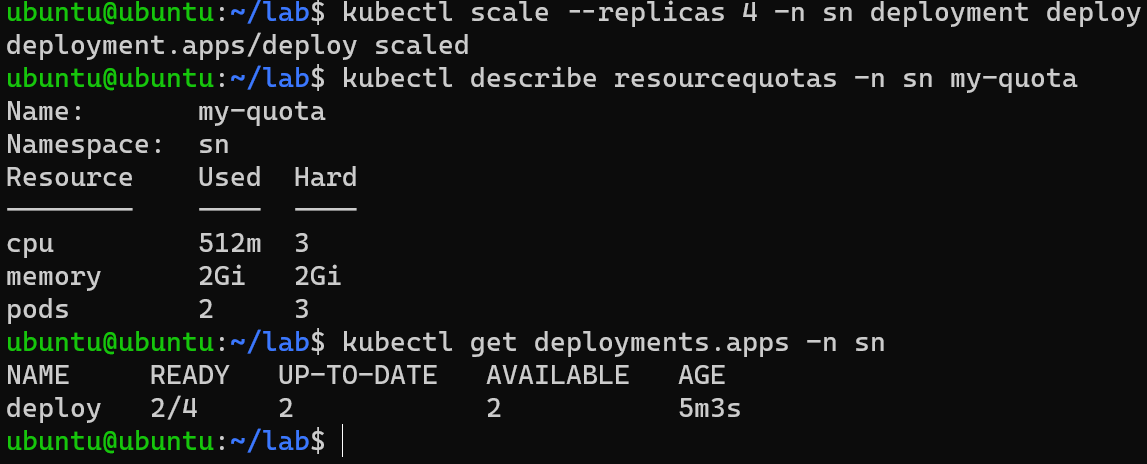 ubuntu@ubuntu:~/lab$ kubectl scale --replicas 4 -n sn deployment deploy
deployment.apps/deploy scaled
ubuntu@ubuntu:~/lab$ kubectl describe resourcequotas -n sn my-quota
Name:       my-quota
Namespace:  sn
Resource    Used  Hard
--------    ----  ----
cpu         512m  3
memory      2Gi   2Gi
pods        2     3
ubuntu@ubuntu:~/lab$ kubectl get deployments.apps -n sn
NAME     READY   UP-TO-DATE   AVAILABLE   AGE
deploy   2/4     2            2           5m3s
ubuntu@ubuntu:~/lab$